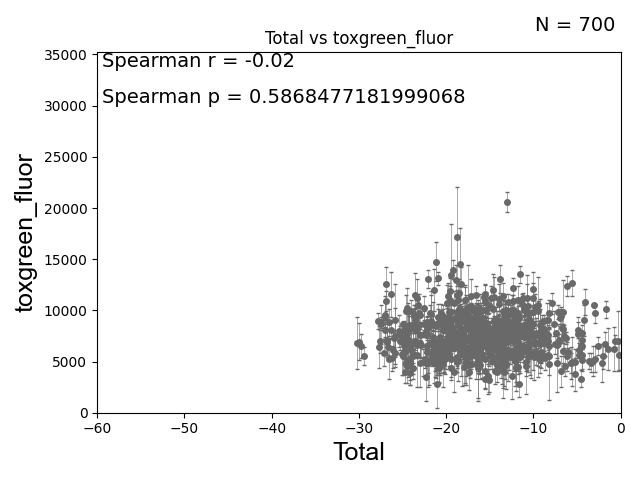 N = 700
Total vs toxgreen_fluor
Spearman r = -0.02
Spearman p = 0.5868477181999068
35000
30000
25000
20000
15000
10000
5000
0
toxgreen_fluor
−60
−50
−40
−30
−20
−10
0
Total